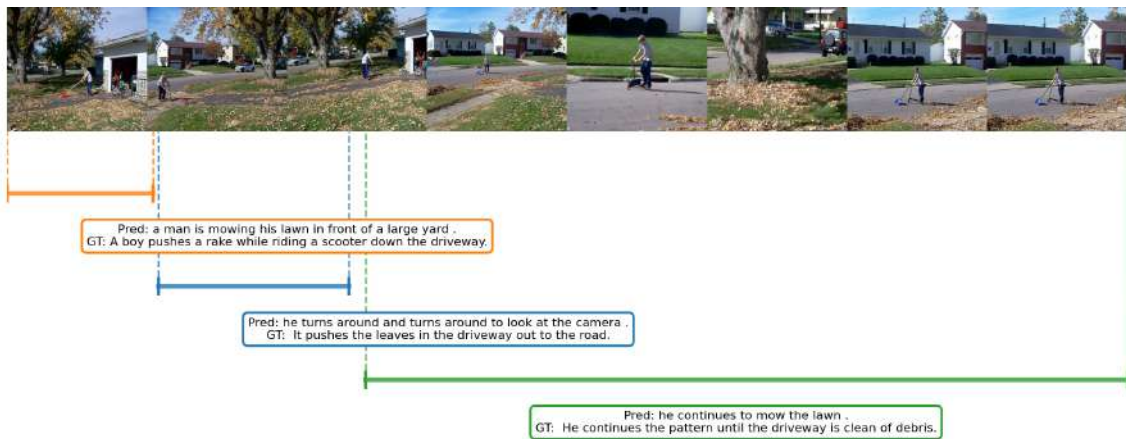 Pred: a man is mowing his lawn in front of a large yard .
GT: A boy pushes a rake while riding a scooter down the driveway.
Pred: he turns around and turns around to look at the camera .
GT: It pushes the leaves in the driveway out to the road.
Pred: he continues to mow the lawn .
GT: He continues the pattern until the driveway is clean of debris.